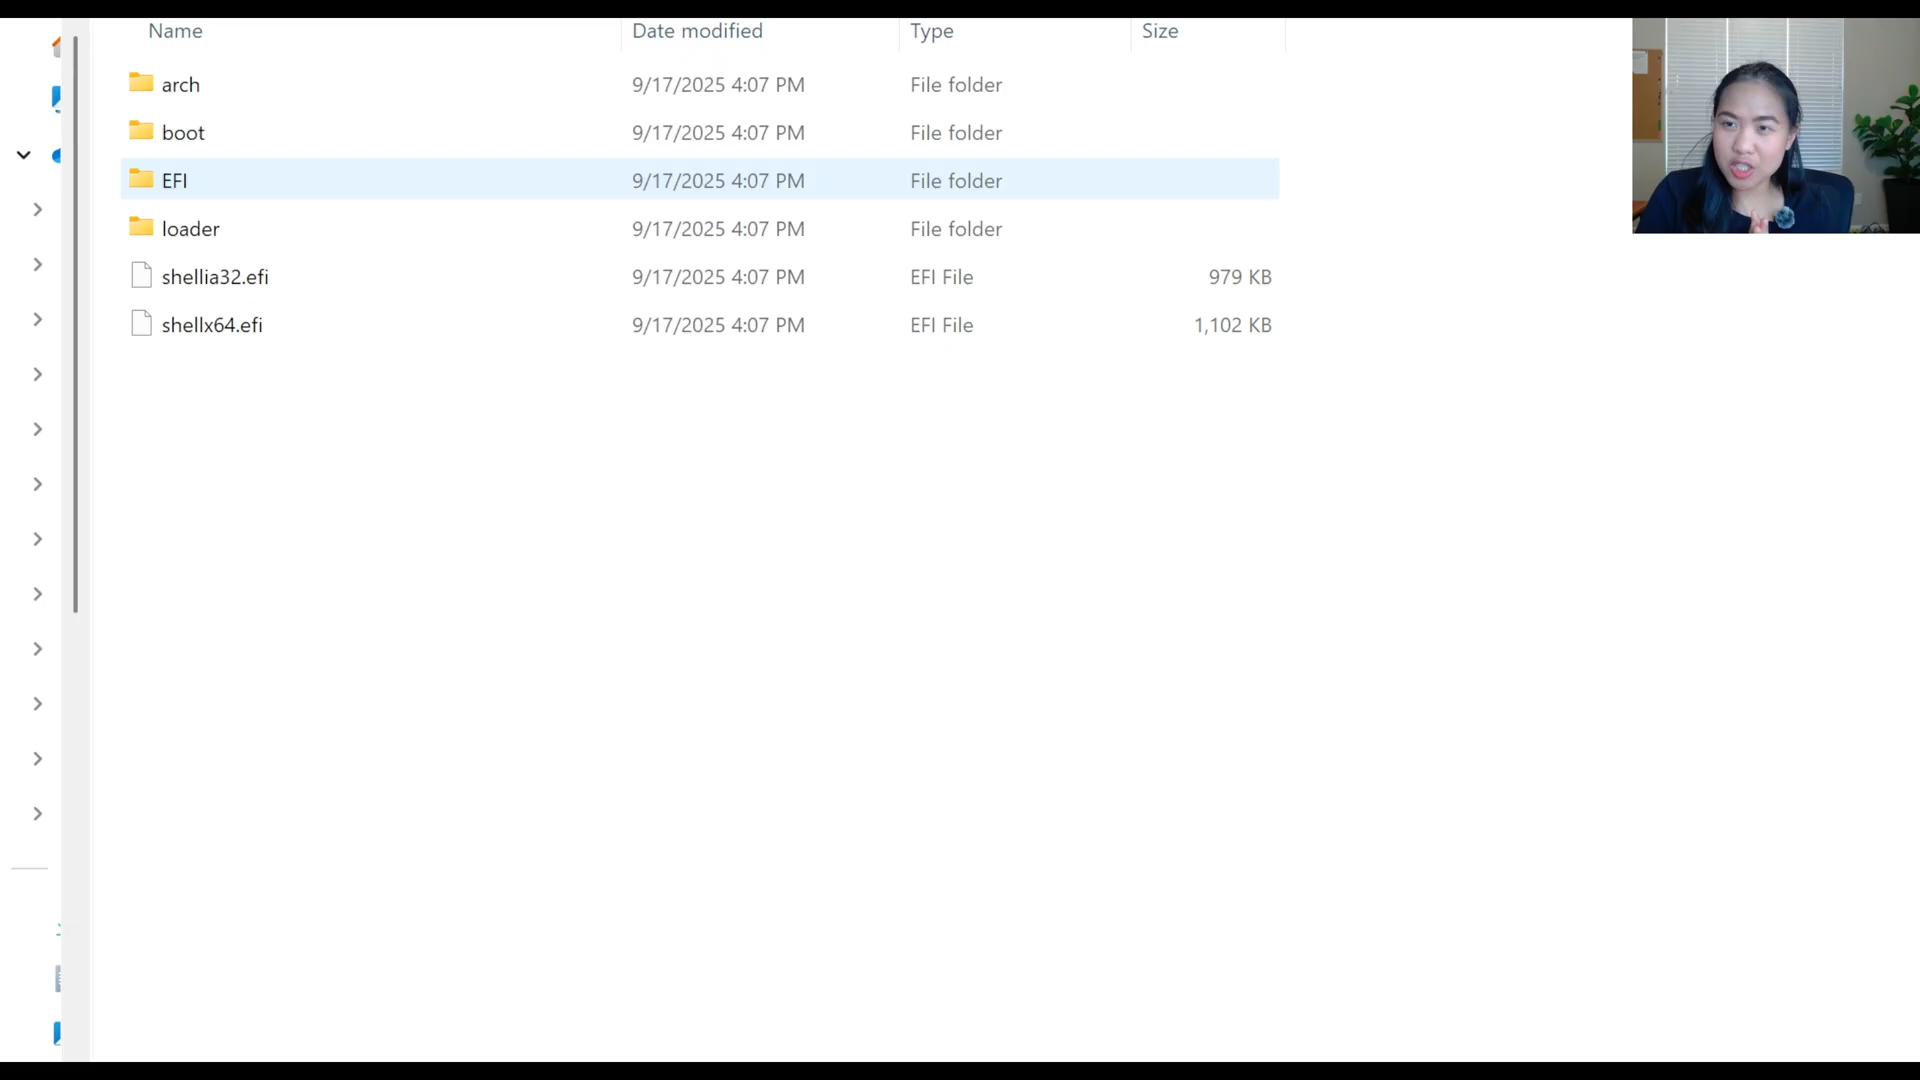 Name Date modified Type Size
arch 9/17/2025 4:07 PM File folder
boot 9/17/2025 4:07 PM File folder
EFI 9/17/2025 4:07 PM File folder
loader 9/17/2025 4:07 PM File folder
shellia32.efi 9/17/2025 4:07 PM EFI File 979 KB
shellx64.efi 9/17/2025 4:07 PM EFI File 1,102 KB